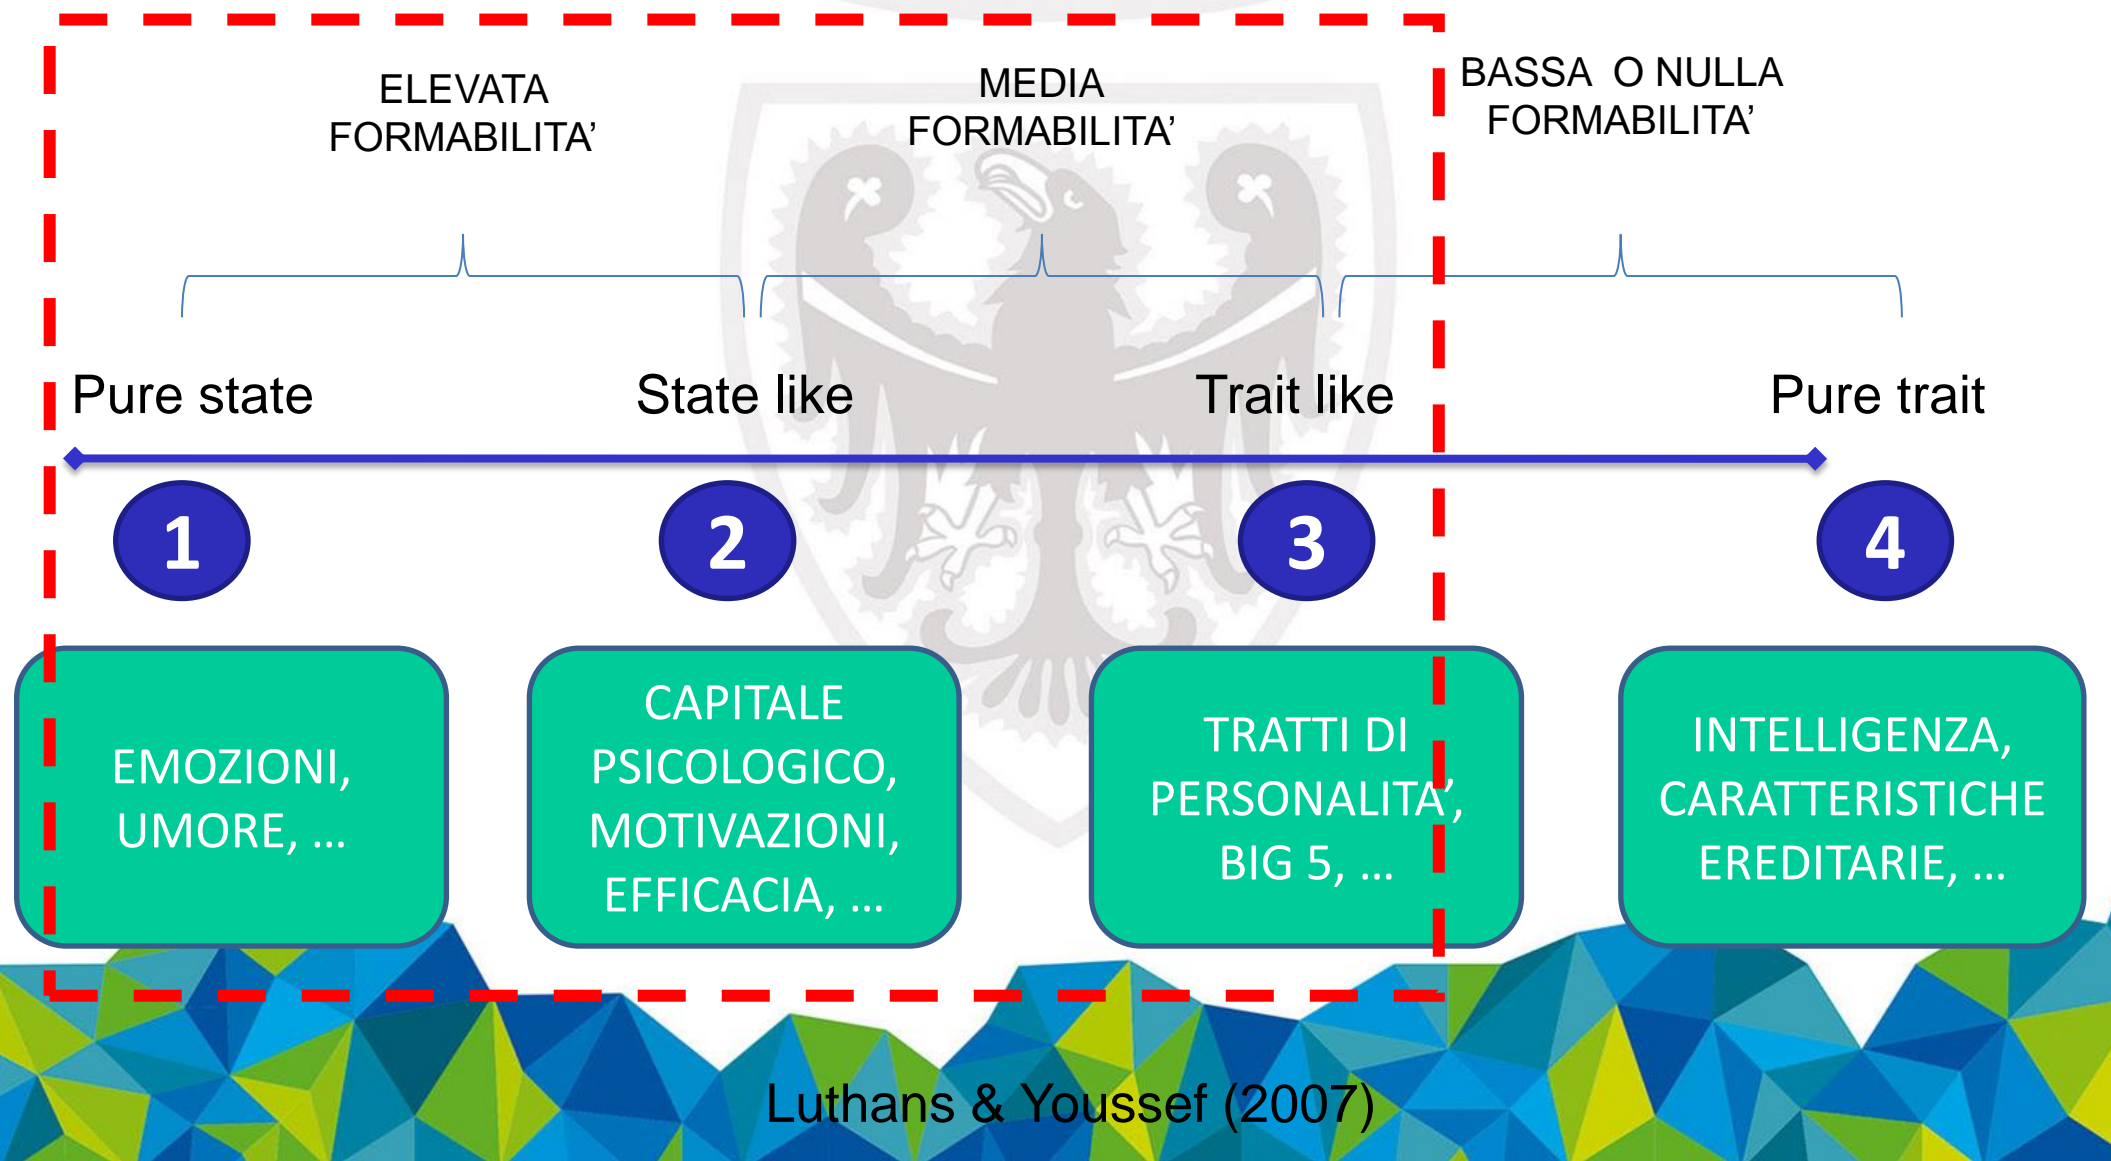 ELEVATA
FORMABILITA’
MEDIA
FORMABILITA’
BASSA O NULLA
FORMABILITA’
Pure state
State like
Trait like
Pure trait
1
2
3
4
EMOZIONI,
UMORE, ...
CAPITALE
PSICOLOGICO,
MOTIVAZIONI,
EFFICACIA, ...
TRATTI DI
PERSONALITA’,
BIG 5, ...
INTELLIGENZA,
CARATTERISTICHE
EREDITARIE, ...
Luthans & Youssef (2007)